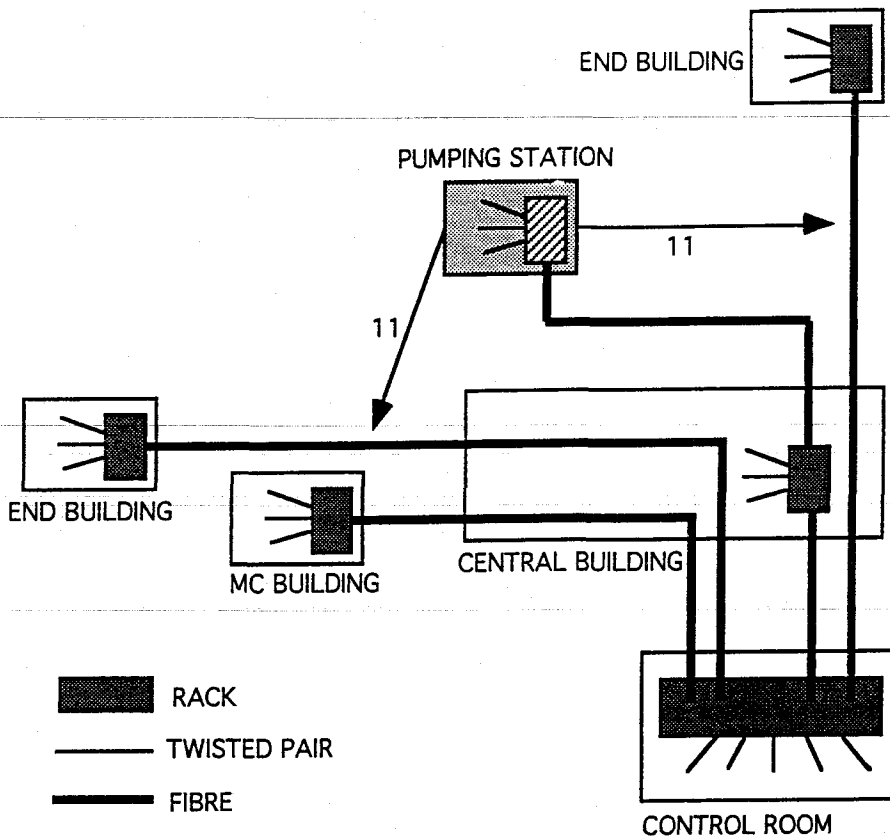 END BUILDING
PUMPING STATION
11
11
END BUILDING
MC BUILDING
CENTRAL BUILDING
RACK
TWISTED PAIR
FIBRE
CONTROL ROOM